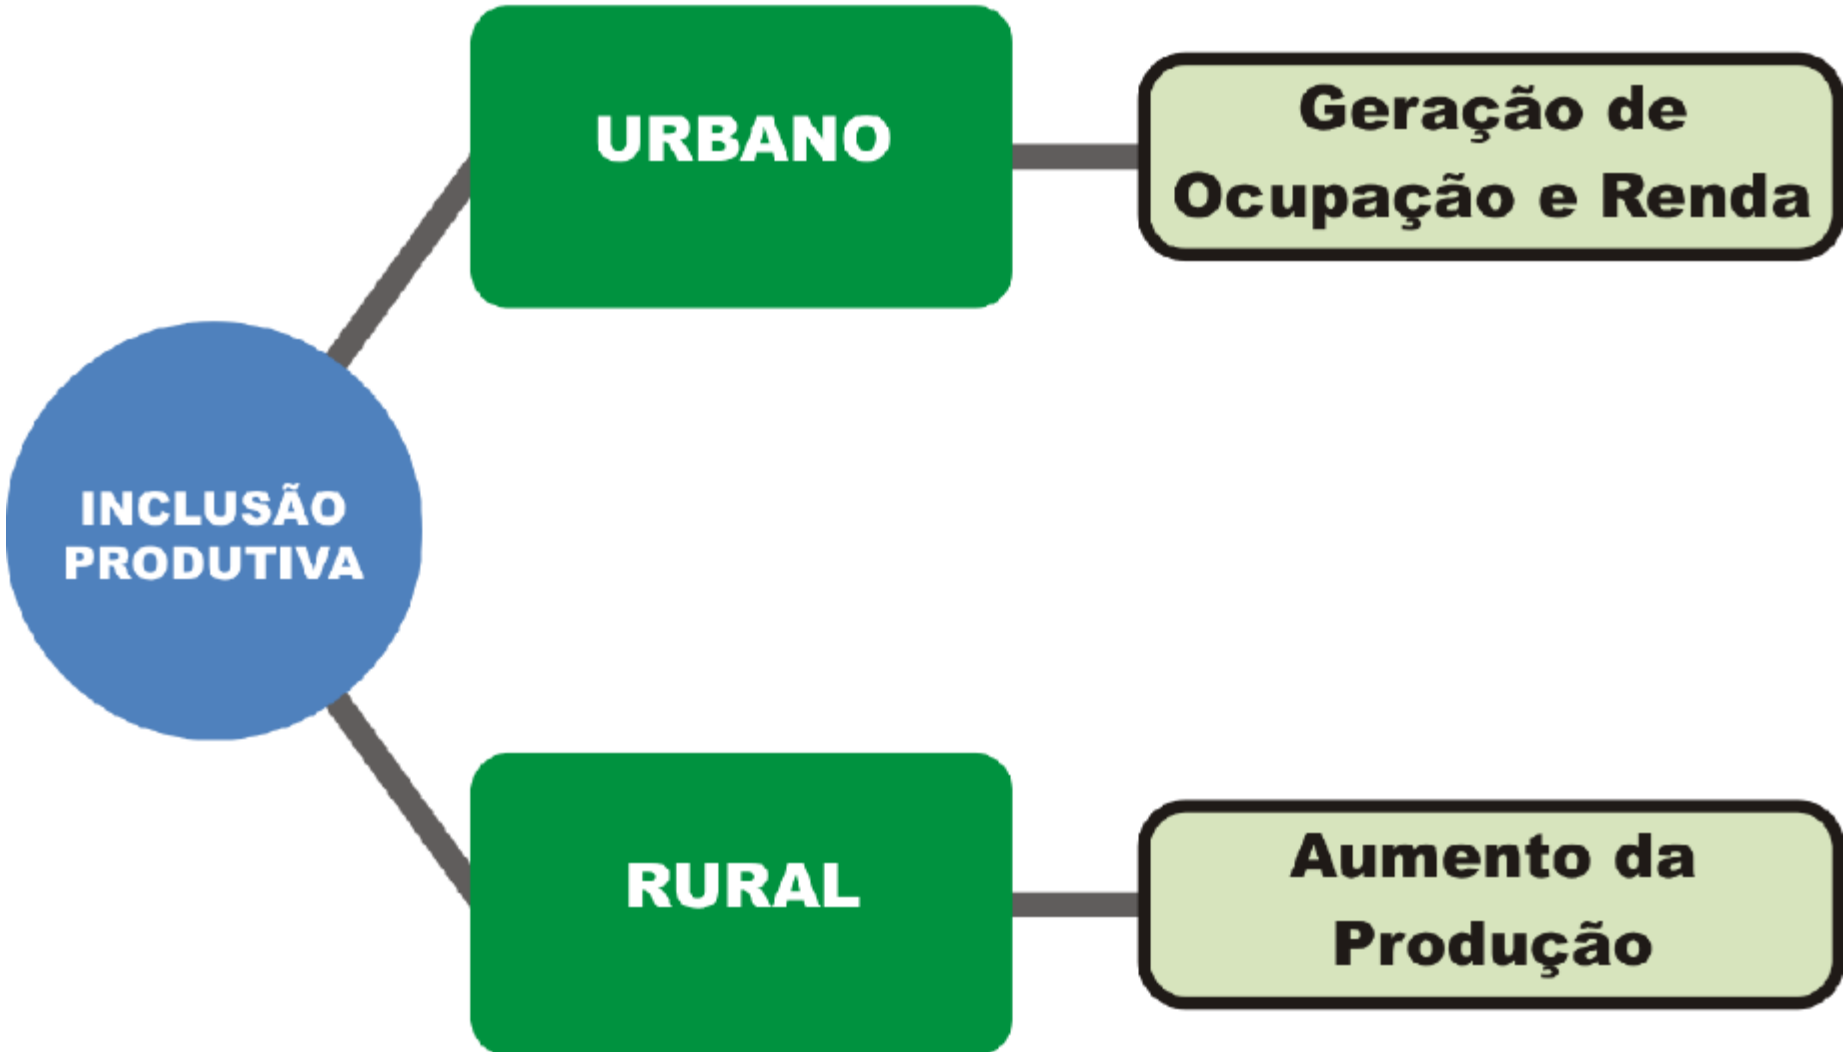 URBANO
Geração de
Ocupação e Renda
INCLUSÃO
PRODUTIVA
RURAL
Aumento da
Produção